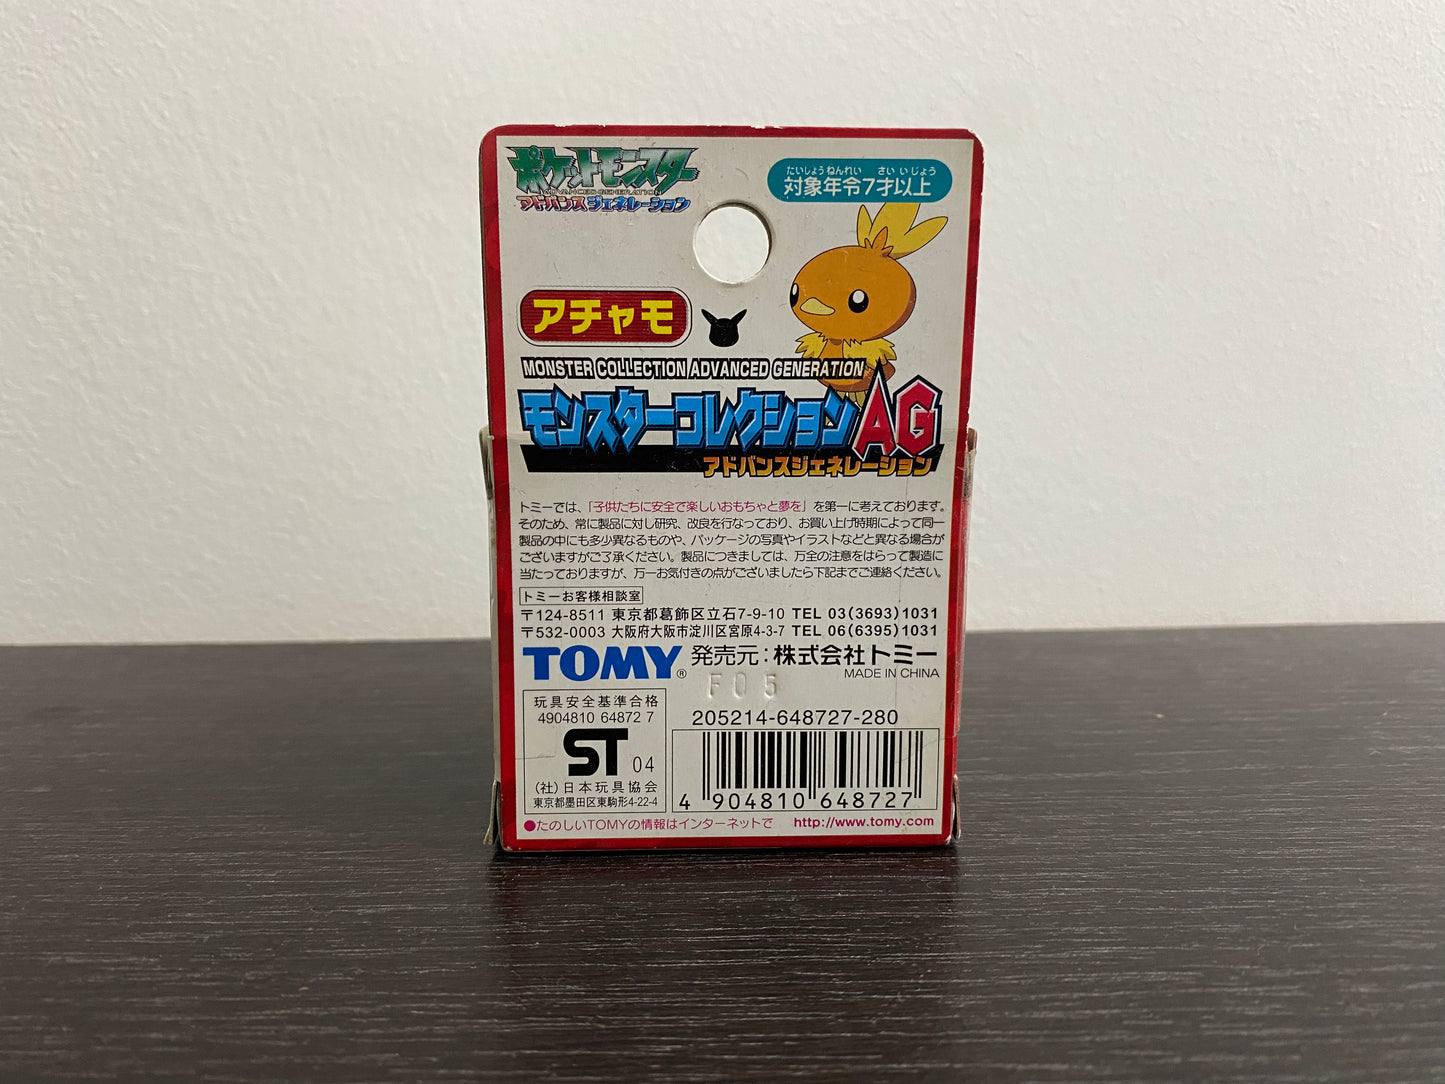 ポケットモンスター
アドバンスジェネレーション
たいしょうねんれい さいいじょう
対象年令7才以上
アチャモ
MONSTER COLLECTION ADVANCED GENERATION
モンスターコレクションAG
アドバンスジェネレーション
トミーでは、「子供たちに安全で楽しいおもちゃと夢を」を第一に考えております。
そのため、常に製品に対し研究、改良を行なっており、お買い上げ時期によって同一
製品の中にも多少異なるものや、パッケージの写真やイラストなどと異なる場合が
ございますがご了承ください。製品につきましては、万全の注意をはらって製造に
当たっておりますが、万一お気付きの点がございましたら下記までご連絡ください。
トミーお客様相談室
〒124-8511 東京都葛飾区立石7-9-10 TEL 03(3693)1031
〒532-0003 大阪府大阪市淀川区宮原4-3-7 TEL 06(6395)1031
TOMY® 発売元:株式会社トミー
MADE IN CHINA
F05
玩具安全基準合格
4904810 64872 7
ST 04
(社)日本玩具協会
東京都墨田区東駒形4-22-4
205214-648727-280
4 904810 648727
●たのしいTOMYの情報はインターネットで http://www.tomy.com